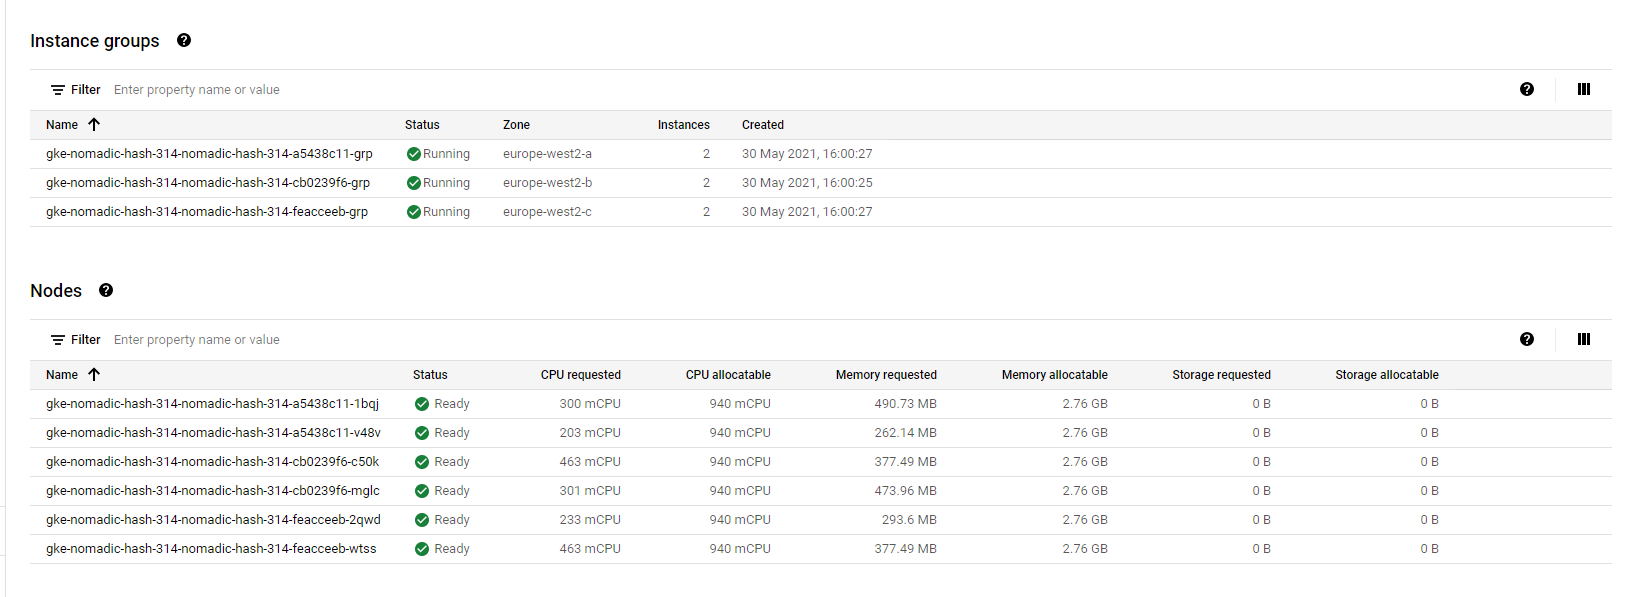 Instance groups
Filter Enter property name or value
Name Status Zone Instances Created
gke-nomadic-hash-314-nomadic-hash-314-a5438c11-grp Running europe-west2-a 2 30 May 2021, 16:00:27
gke-nomadic-hash-314-nomadic-hash-314-cb0239f6-grp Running europe-west2-b 2 30 May 2021, 16:00:25
gke-nomadic-hash-314-nomadic-hash-314-feacceeb-grp Running europe-west2-c 2 30 May 2021, 16:00:27
Nodes
Filter Enter property name or value
Name Status CPU requested CPU allocatable Memory requested Memory allocatable Storage requested Storage allocatable
gke-nomadic-hash-314-nomadic-hash-314-a5438c11-1bqj Ready 300 mCPU 940 mCPU 490.73 MB 2.76 GB 0 B 0 B
gke-nomadic-hash-314-nomadic-hash-314-a5438c11-v48v Ready 203 mCPU 940 mCPU 262.14 MB 2.76 GB 0 B 0 B
gke-nomadic-hash-314-nomadic-hash-314-cb0239f6-c50k Ready 463 mCPU 940 mCPU 377.49 MB 2.76 GB 0 B 0 B
gke-nomadic-hash-314-nomadic-hash-314-cb0239f6-mglc Ready 301 mCPU 940 mCPU 473.96 MB 2.76 GB 0 B 0 B
gke-nomadic-hash-314-nomadic-hash-314-feacceeb-2qwd Ready 233 mCPU 940 mCPU 293.6 MB 2.76 GB 0 B 0 B
gke-nomadic-hash-314-nomadic-hash-314-feacceeb-wtss Ready 463 mCPU 940 mCPU 377.49 MB 2.76 GB 0 B 0 B